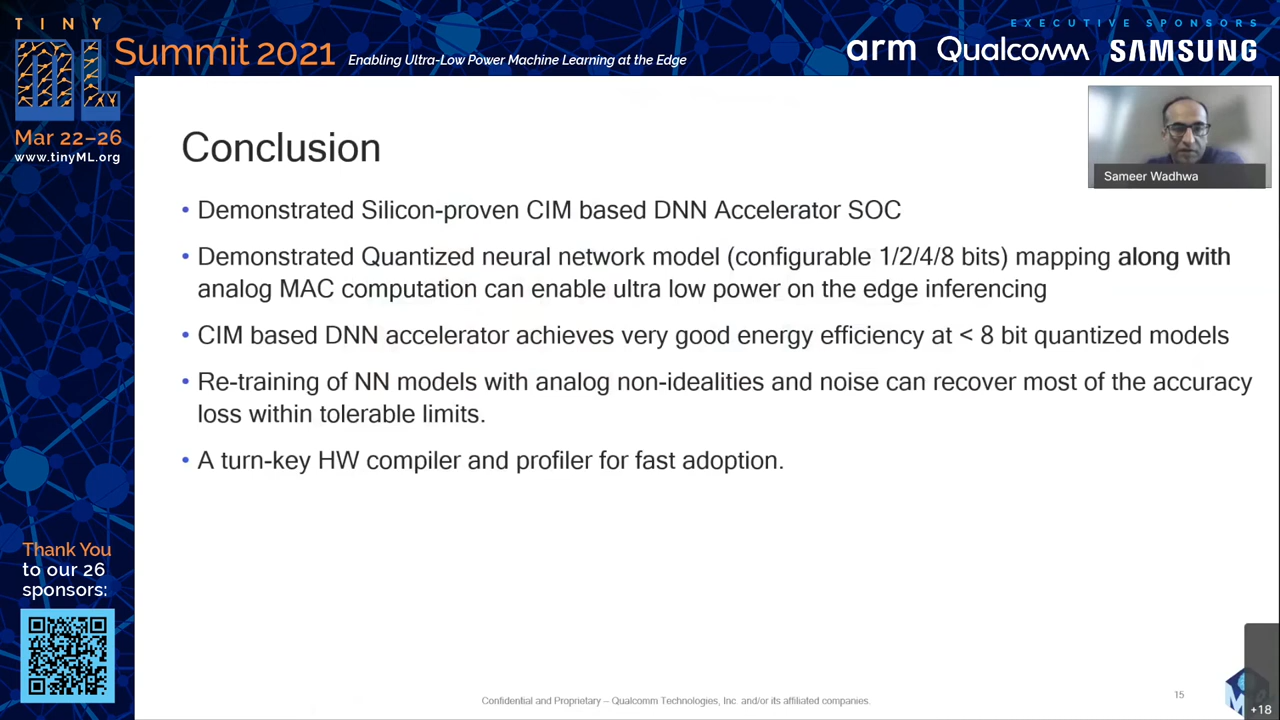 TINY
ML
Summit 2021
Enabling Ultra-Low Power Machine Learning at the Edge
EXECUTIVE SPONSORS
arm Qualcomm SAMSUNG
Mar 22–26
www.tinyML.org
Sameer Wadhwa
Conclusion
• Demonstrated Silicon-proven CIM based DNN Accelerator SOC
• Demonstrated Quantized neural network model (configurable 1/2/4/8 bits) mapping along with
analog MAC computation can enable ultra low power on the edge inferencing
• CIM based DNN accelerator achieves very good energy efficiency at < 8 bit quantized models
• Re-training of NN models with analog non-idealities and noise can recover most of the accuracy
loss within tolerable limits.
• A turn-key HW compiler and profiler for fast adoption.
Thank You
to our 26
sponsors:
Confidential and Proprietary – Qualcomm Technologies, Inc. and/or its affiliated companies.
15
+18